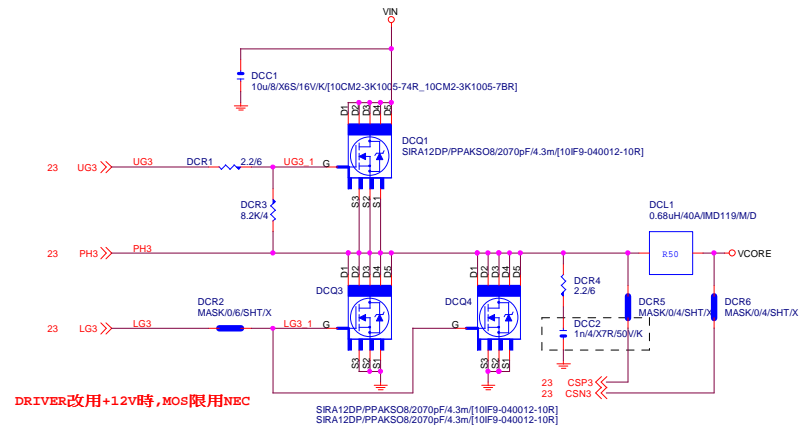 VIN
DCC1
10u/8/X6S/16V/K/[10CM2-3K1005-74R_10CM2-3K1005-7BR]
D1 D2 D3 D4 D5
DCQ1
SIRA12DP/PPAKSO8/2070pF/4.3m/[10IF9-040012-10R]
23 UG3 UG3 DCR1 2.2/6 UG3_1 G
S3 S2 S1
DCR3
8.2K/4
DCL1
0.68uH/40A/IMD119/M/D
23 PH3 PH3
R50
VCORE
D1 D2 D3 D4 D5
D1 D2 D3 D4 D5
DCR2
MASK/0/6/SHT/X
DCQ3
DCQ4
DCR4
2.2/6
DCR5
MASK/0/4/SHT/X
DCR6
MASK/0/4/SHT/X
23 LG3 LG3 LG3_1 G
G
DCC2
1n/4/X7R/50V/K
S3 S2 S1
S3 S2 S1
23 CSP3
23 CSN3
DRIVER改用+12V時,MOS限用NEC
SIRA12DP/PPAKSO8/2070pF/4.3m/[10IF9-040012-10R]
SIRA12DP/PPAKSO8/2070pF/4.3m/[10IF9-040012-10R]